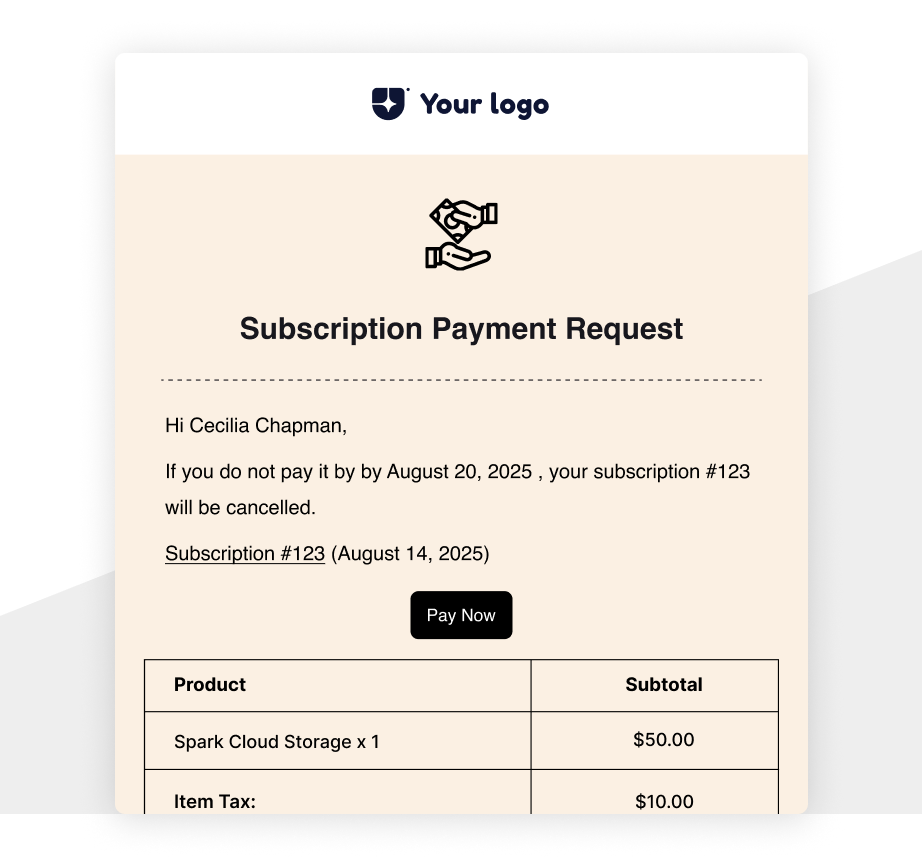 Your logo
Subscription Payment Request
Hi Cecilia Chapman,
If you do not pay it by by August 20, 2025 , your subscription #123
will be cancelled.
Subscription #123 (August 14, 2025)
Pay Now
Product Subtotal
Spark Cloud Storage x 1 $50.00
Item Tax: $10.00